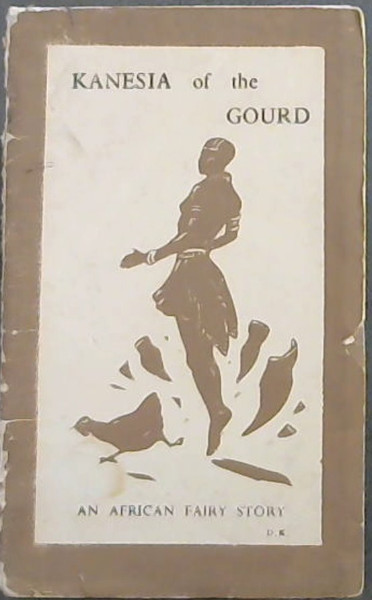 KANESIA of the
GOURD
AN AFRICAN FAIRY STORY
D.K